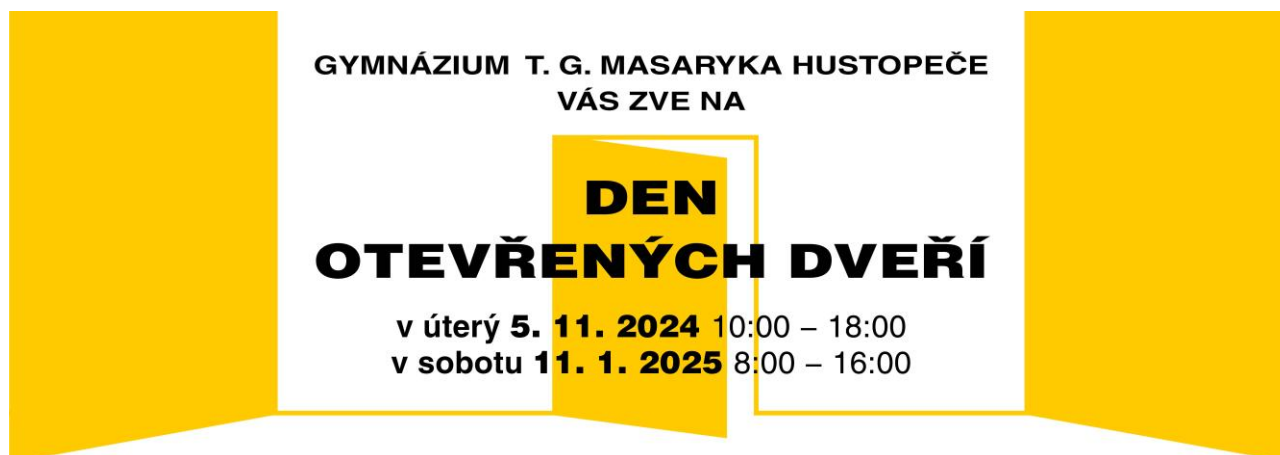 GYMNÁZIUM T. G. MASARYKA HUSTOPEČE
VÁS ZVE NA
DEN
OTEVŘENÝCH DVEŘÍ
v úterý 5. 11. 2024 10:00 – 18:00
v sobotu 11. 1. 2025 8:00 – 16:00